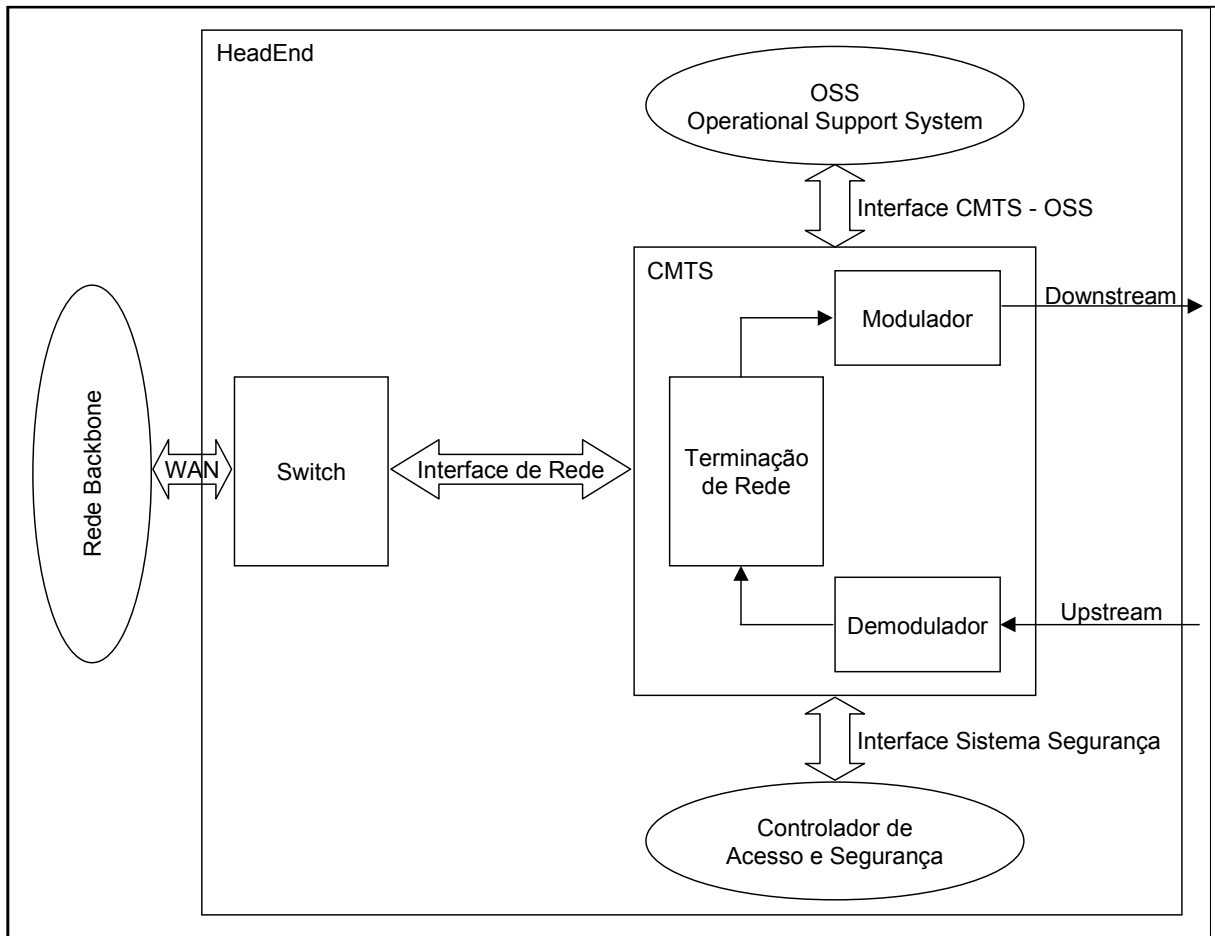 HeadEnd
OSS
Operational Support System
Interface CMTS - OSS
CMTS
Modulador
Downstream
Rede Backbone
WAN
Switch
Interface de Rede
Terminação
de Rede
Demodulador
Upstream
Interface Sistema Segurança
Controlador de
Acesso e Segurança